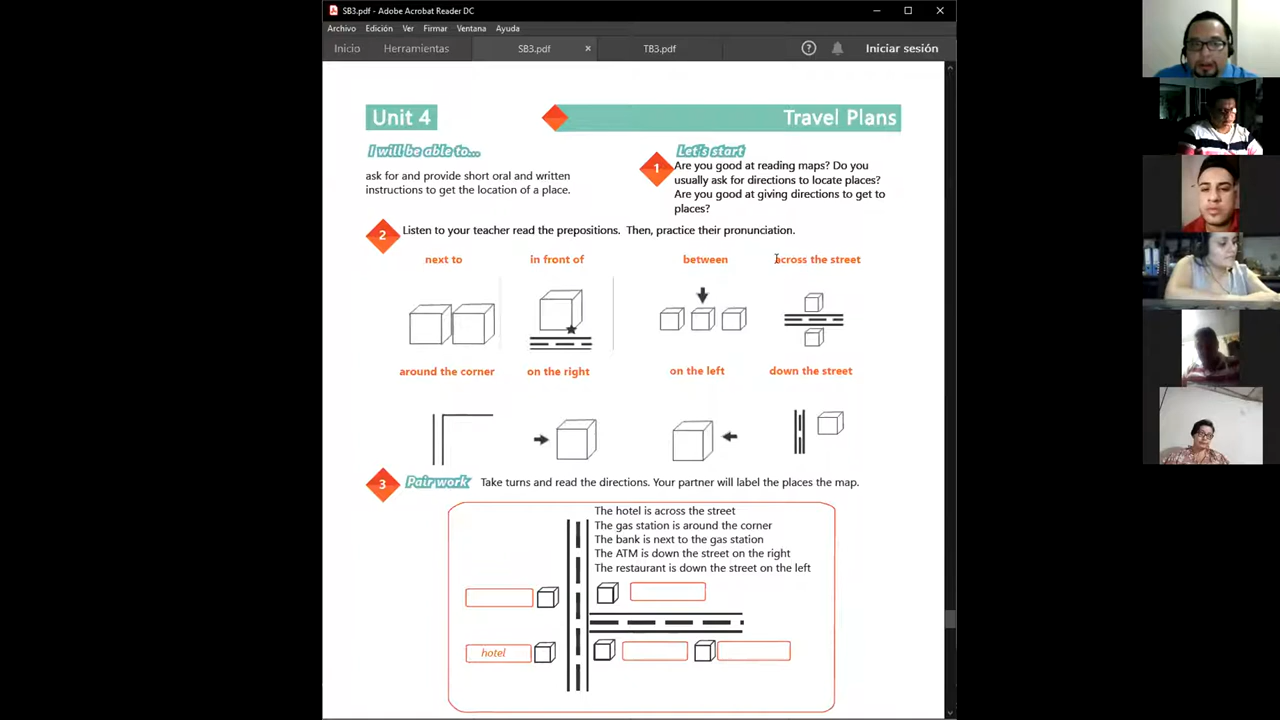 SB3.pdf - Adobe Acrobat Reader DC
Archivo Edición Ver Firmar Ventana Ayuda
Inicio Herramientas SB3.pdf × TB3.pdf ? Iniciar sesión
Unit 4 Travel Plans
I will be able to...
ask for and provide short oral and written
instructions to get the location of a place.
1 Let's start
Are you good at reading maps? Do you
usually ask for directions to locate places?
Are you good at giving directions to get to
places?
2 Listen to your teacher read the prepositions. Then, practice their pronunciation.
next to in front of between across the street
around the corner on the right on the left down the street
3 Pair work Take turns and read the directions. Your partner will label the places the map.
The hotel is across the street
The gas station is around the corner
The bank is next to the gas station
The ATM is down the street on the right
The restaurant is down the street on the left
hotel